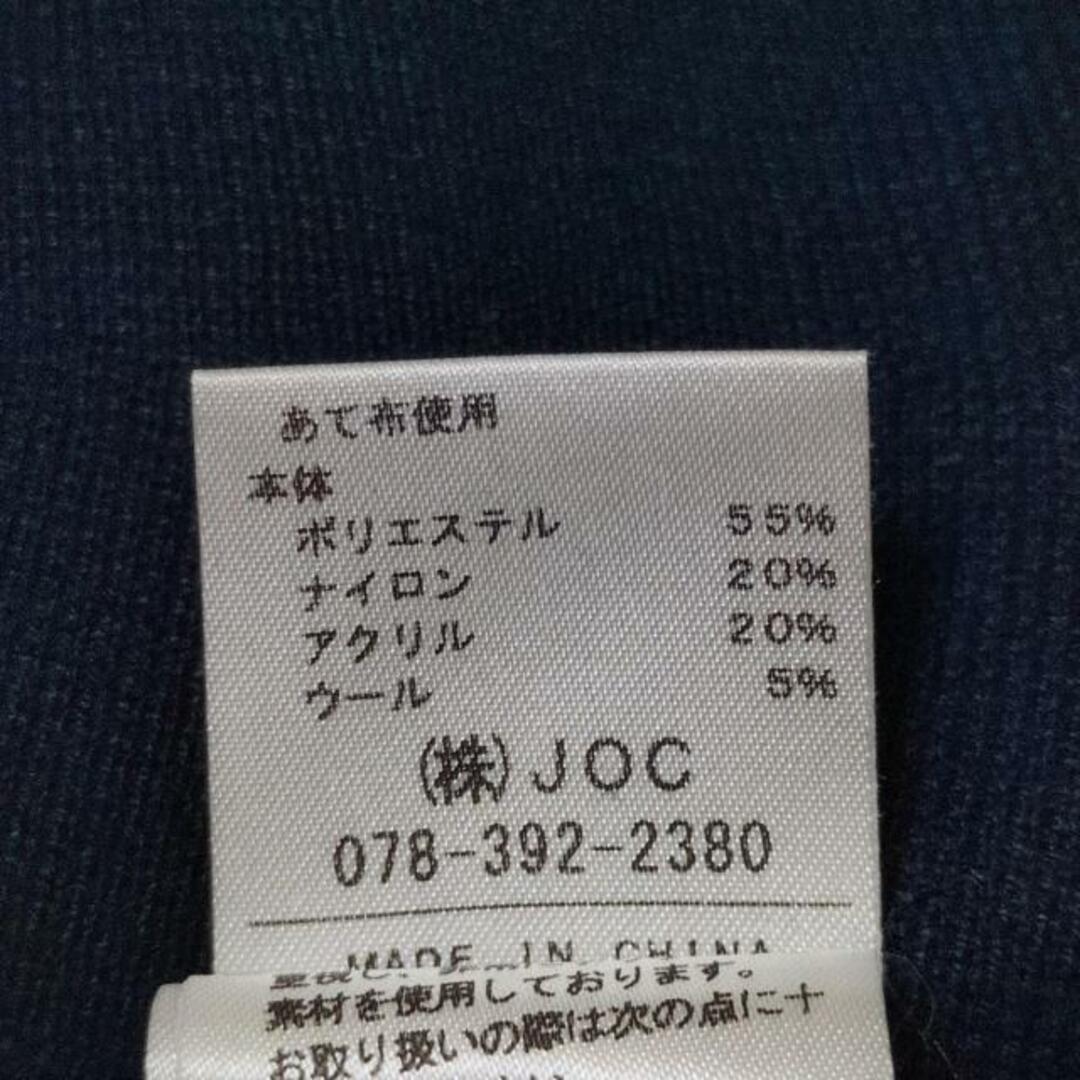 あて布使用
本体
ポリエステル 55%
ナイロン 20%
アクリル 20%
ウール 5%
(株)JOC
078-392-2380
MADE IN CHINA
素材を使用しております。
お取り扱いの際は次の点に十